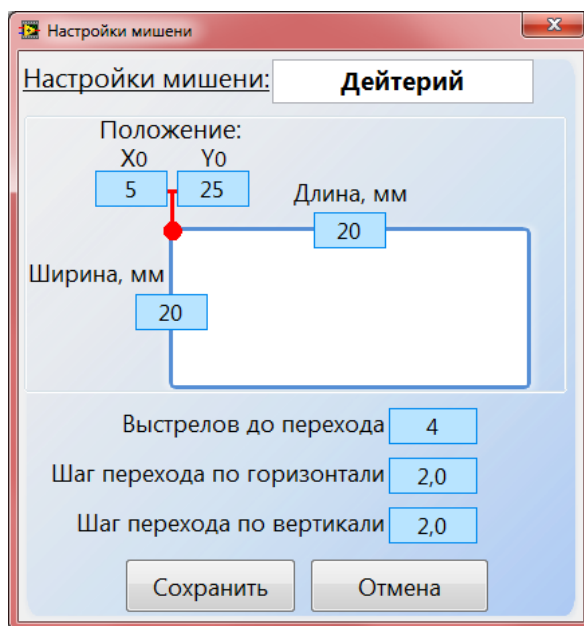 Настройки мишени
Настройки мишени: Дейтерий
Положение:
X0 Y0
5 25
Длина, мм
20
Ширина, мм
20
Выстрелов до перехода 4
Шаг перехода по горизонтали 2,0
Шаг перехода по вертикали 2,0
Сохранить Отмена